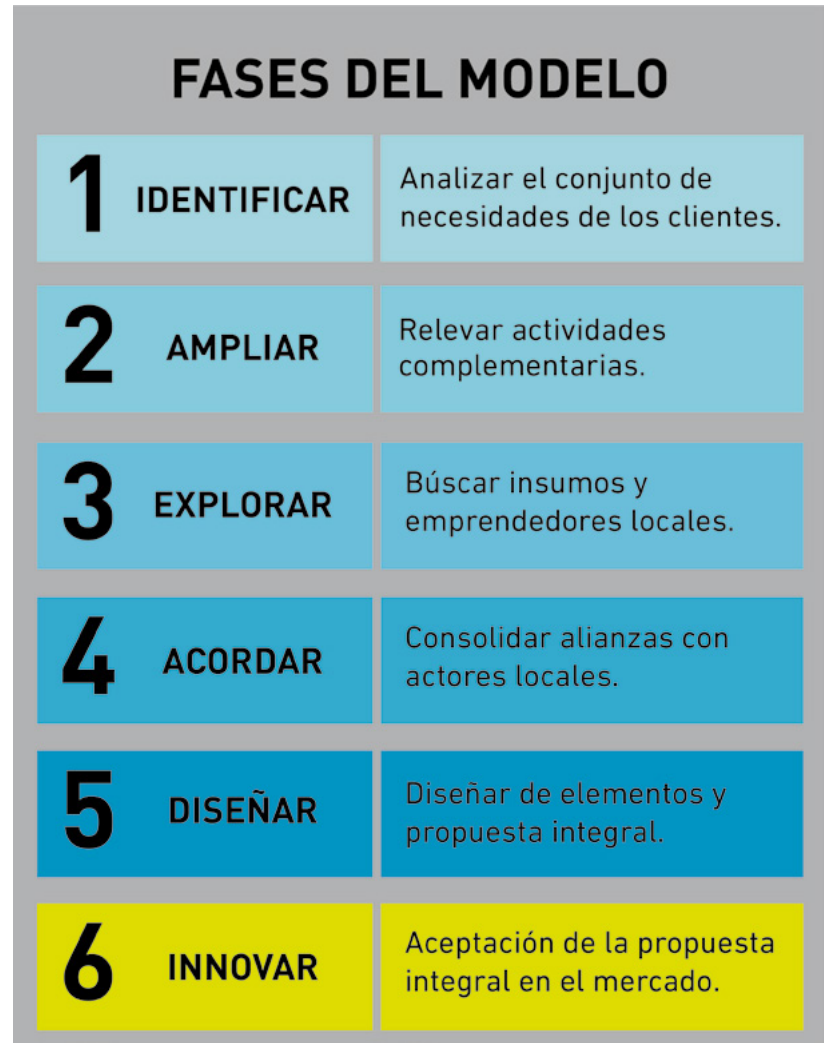 FASES DEL MODELO
1 IDENTIFICAR
Analizar el conjunto de
necesidades de los clientes.
2 AMPLIAR
Relevar actividades
complementarias.
3 EXPLORAR
Búscar insumos y
emprendedores locales.
4 ACORDAR
Consolidar alianzas con
actores locales.
5 DISEÑAR
Diseñar de elementos y
propuesta integral.
6 INNOVAR
Aceptación de la propuesta
integral en el mercado.